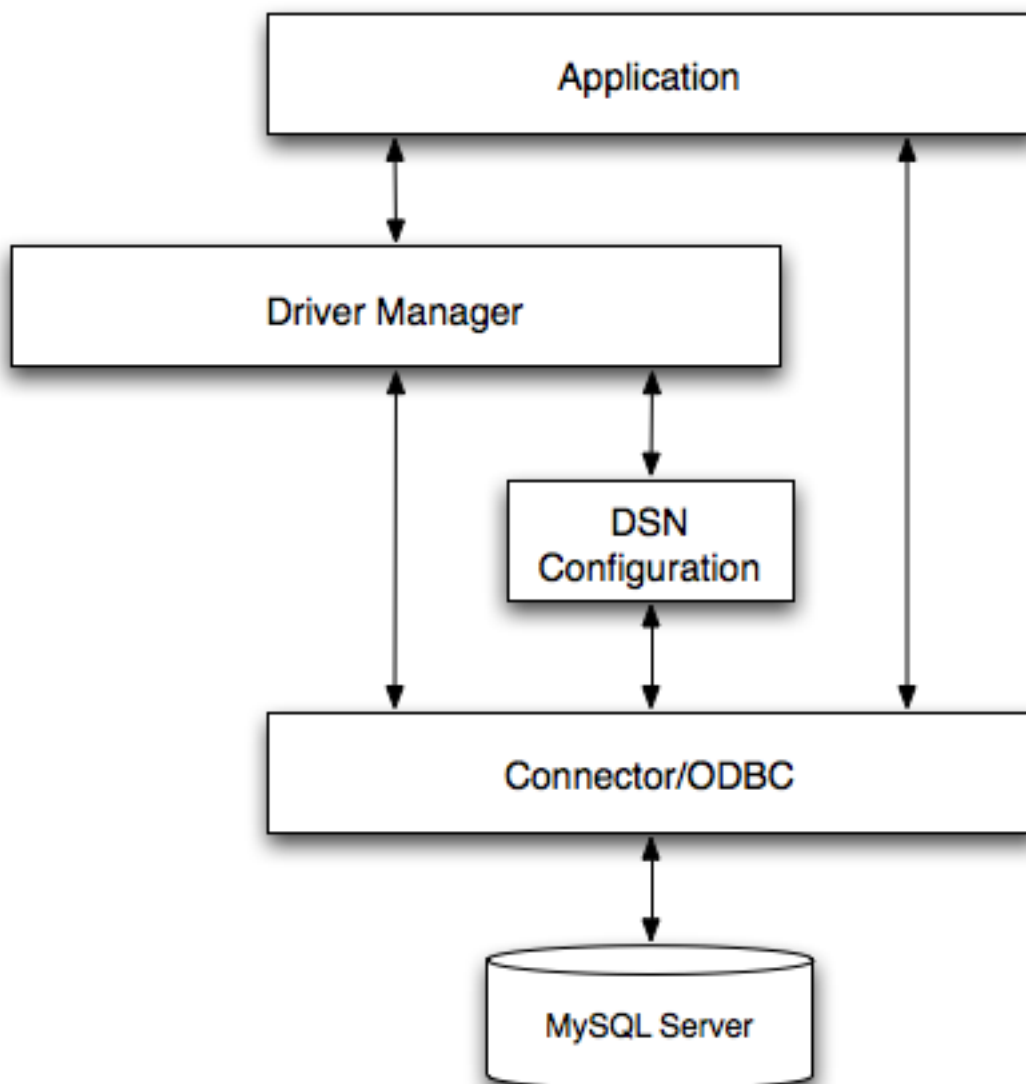 Application
Driver Manager
DSN
Configuration
Connector/ODBC
MySQL Server